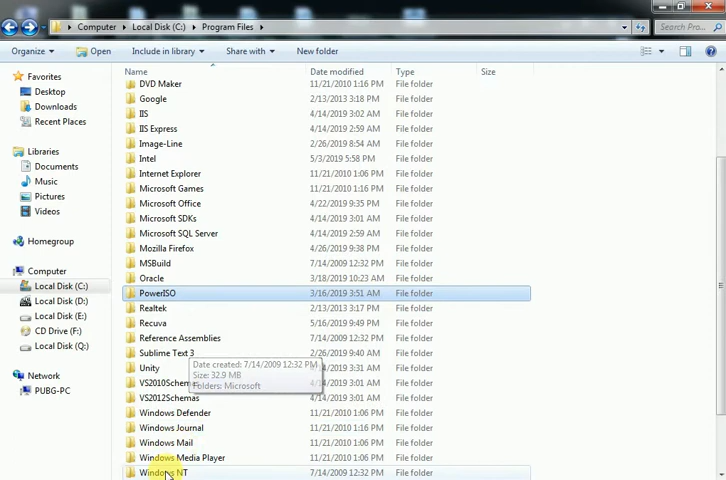 Computer Local Disk (C:) Program Files Search Pro...
Organize Open Include in library Share with New folder
Name Date modified Type Size
Favorites
Desktop
Downloads
Recent Places
Libraries
Documents
Music
Pictures
Videos
Homegroup
Computer
Local Disk (C:)
Local Disk (D:)
Local Disk (E:)
CD Drive (F:)
Local Disk (Q:)
Network
PUBG-PC
DVD Maker 11/21/2010 1:16 PM File folder
Google 2/13/2013 3:18 PM File folder
IIS 4/14/2019 3:02 AM File folder
IIS Express 4/14/2019 2:59 AM File folder
Image-Line 2/26/2019 8:54 AM File folder
Intel 5/3/2019 5:58 PM File folder
Internet Explorer 11/21/2010 1:06 PM File folder
Microsoft Games 11/21/2010 1:16 PM File folder
Microsoft Office 4/22/2019 9:35 PM File folder
Microsoft SDKs 4/14/2019 3:01 AM File folder
Microsoft SQL Server 4/14/2019 2:59 AM File folder
Mozilla Firefox 4/26/2019 9:38 PM File folder
MSBuild 7/14/2009 12:32 PM File folder
Oracle 3/18/2019 10:23 AM File folder
PowerISO 3/16/2019 3:51 AM File folder
Realtek 2/13/2013 3:17 PM File folder
Recuva 5/16/2019 9:49 PM File folder
Reference Assemblies 7/14/2009 12:32 PM File folder
Sublime Text 3 2/26/2019 9:40 AM File folder
Date created: 7/14/2009 12:32 PM
Size: 32.9 MB
Folders: Microsoft
Unity 3:31 AM File folder
VS2010Schem 3:01 AM File folder
VS2012Schemas 4/14/2019 3:01 AM File folder
Windows Defender 11/21/2010 1:06 PM File folder
Windows Journal 11/21/2010 1:06 PM File folder
Windows Mail 11/21/2010 1:06 PM File folder
Windows Media Player 11/21/2010 1:06 PM File folder
Windows NT 7/14/2009 12:32 PM File folder